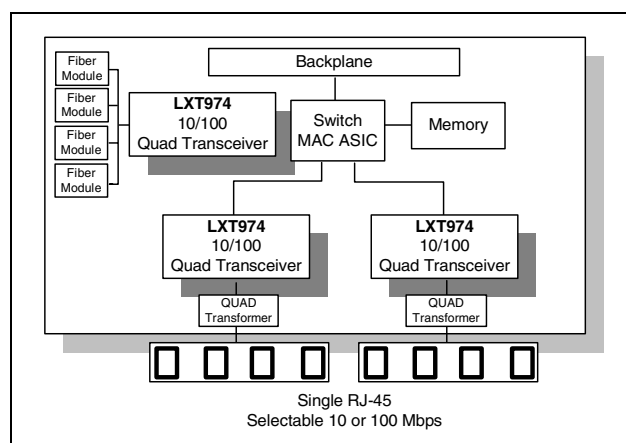 Fiber
Module
Fiber
Module
Fiber
Module
Fiber
Module
Backplane
LXT974
10/100
Quad Transceiver
Switch
MAC ASIC
Memory
LXT974
10/100
Quad Transceiver
LXT974
10/100
Quad Transceiver
QUAD
Transformer
QUAD
Transformer
Single RJ-45
Selectable 10 or 100 Mbps